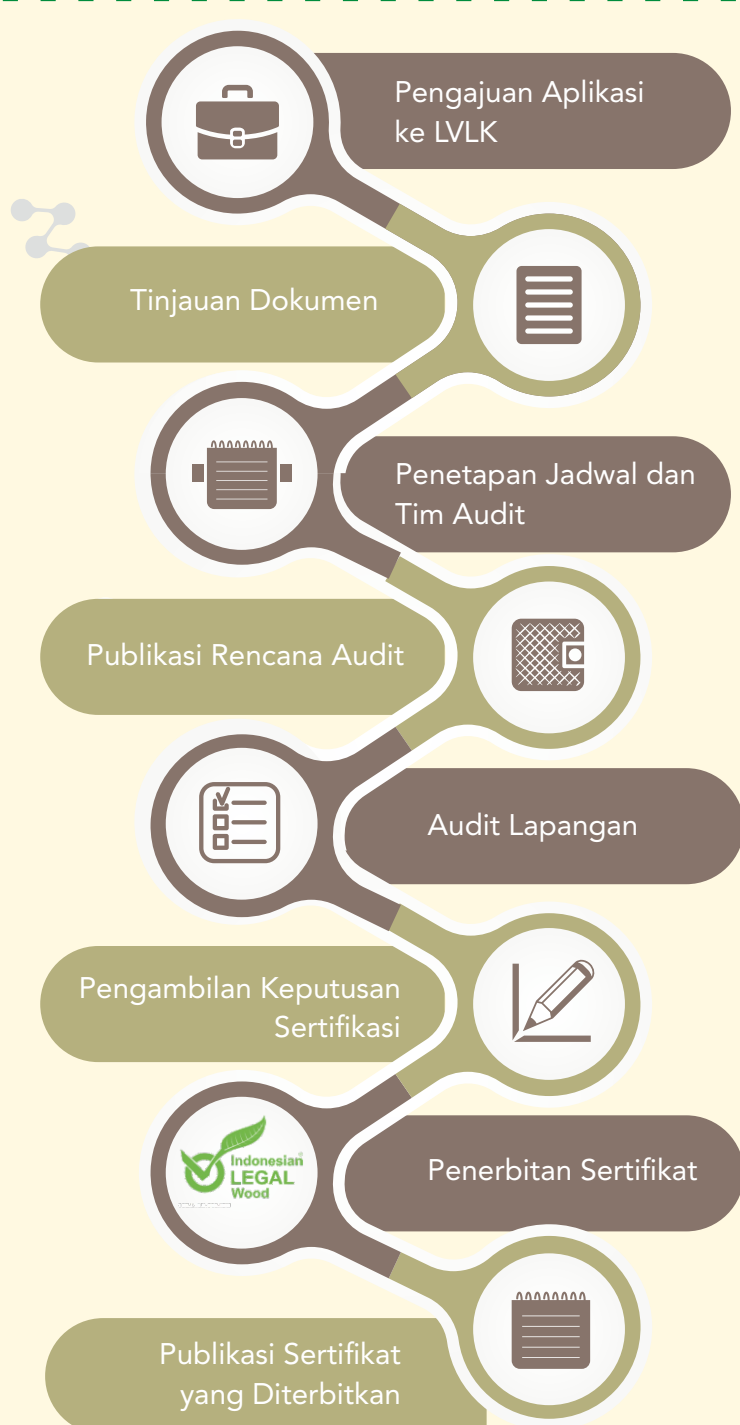 Pengajuan Aplikasi
ke LVLK
Tinjauan Dokumen
Penetapan Jadwal dan
Tim Audit
Publikasi Rencana Audit
Audit Lapangan
Pengambilan Keputusan
Sertifikasi
Indonesian
LEGAL
Wood
Penerbitan Sertifikat
Publikasi Sertifikat
yang Diterbitkan